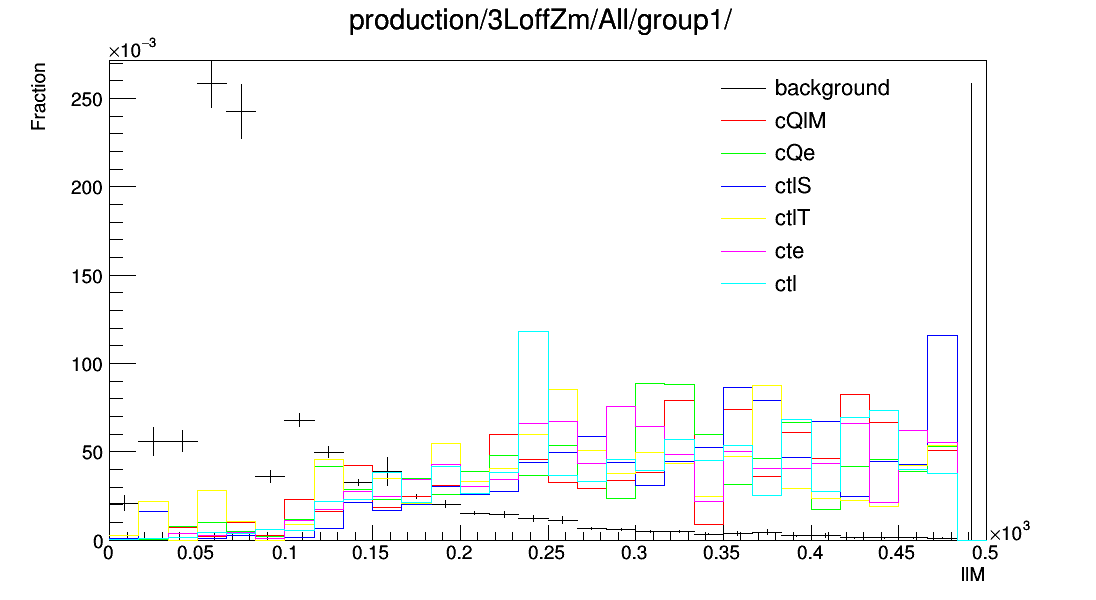 production/3LoffZm/All/group1/
×10⁻³
Fraction
250
200
150
100
50
0
background
cQlM
cQe
ctlS
ctlT
cte
ctl
0 0.05 0.1 0.15 0.2 0.25 0.3 0.35 0.4 0.45 0.5
×10³
llM